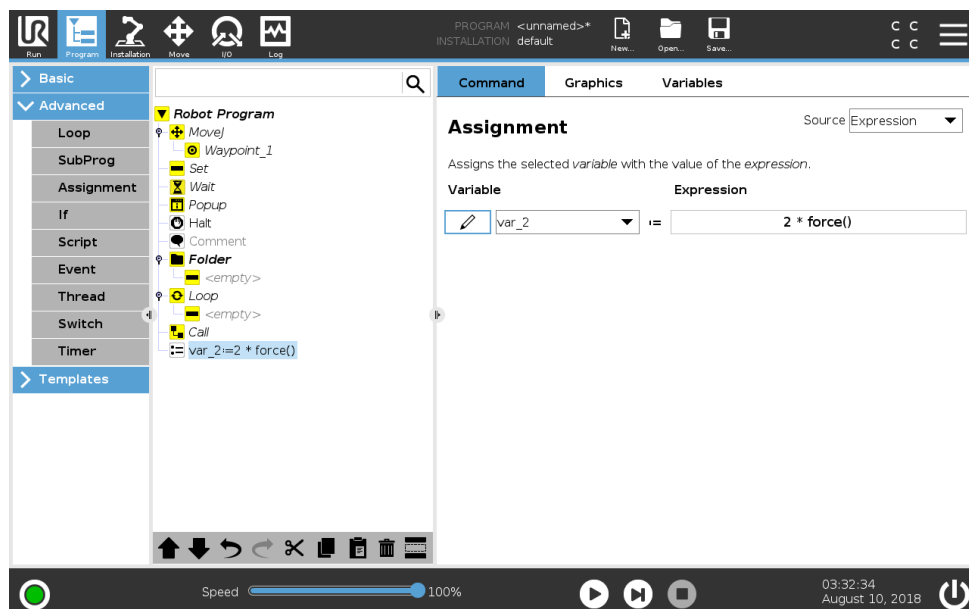 PROGRAM <unnamed>*
INSTALLATION default
UR
Run
Program
Installation
Move
I/O
Log
New...
Open...
Save...
C C
C C
Basic
Advanced
Loop
SubProg
Assignment
If
Script
Event
Thread
Switch
Timer
Templates
Robot Program
MoveJ
Waypoint_1
Set
Wait
Popup
Halt
Comment
Folder
<empty>
Loop
<empty>
Call
var_2:=2 * force()
Command Graphics Variables
Assignment
Source Expression
Assigns the selected variable with the value of the expression.
Variable Expression
var_2 := 2 * force()
Speed 100%
03:32:34
August 10, 2018